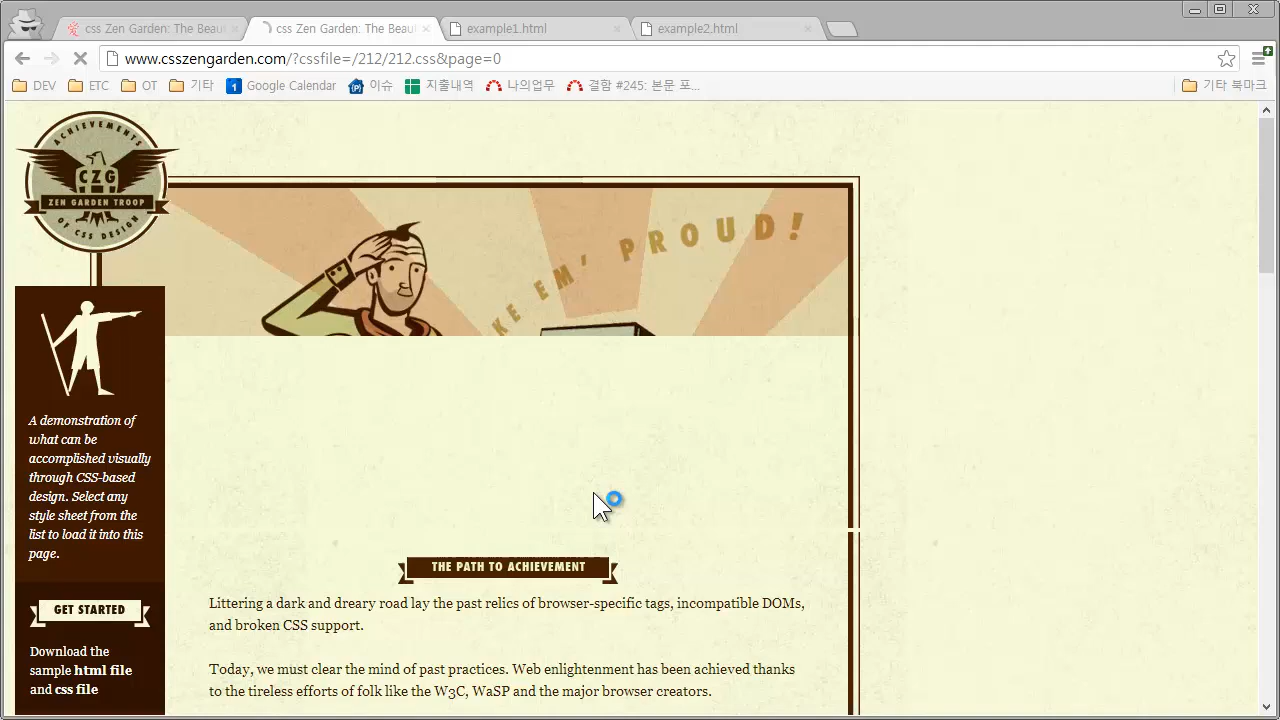 css Zen Garden: The Beaut
css Zen Garden: The Beaut
example1.html
example2.html
www.csszengarden.com/?cssfile=/212/212.css&page=0
DEV
ETC
OT
기타
1
Google Calendar
{P}
이슈
지출내역
나의업무
결함 #245: 본문 포...
기타 북마크
ACHIEVEMENTS
CZG
ZEN GARDEN TROOP
OF CSS DESIGN
KE EM' PROUD!
A demonstration of
what can be
accomplished visually
through CSS-based
design. Select any
style sheet from the
list to load it into this
page.
GET STARTED
Download the
sample html file
and css file
THE PATH TO ACHIEVEMENT
Littering a dark and dreary road lay the past relics of browser-specific tags, incompatible DOMs,
and broken CSS support.
Today, we must clear the mind of past practices. Web enlightenment has been achieved thanks
to the tireless efforts of folk like the W3C, WaSP and the major browser creators.